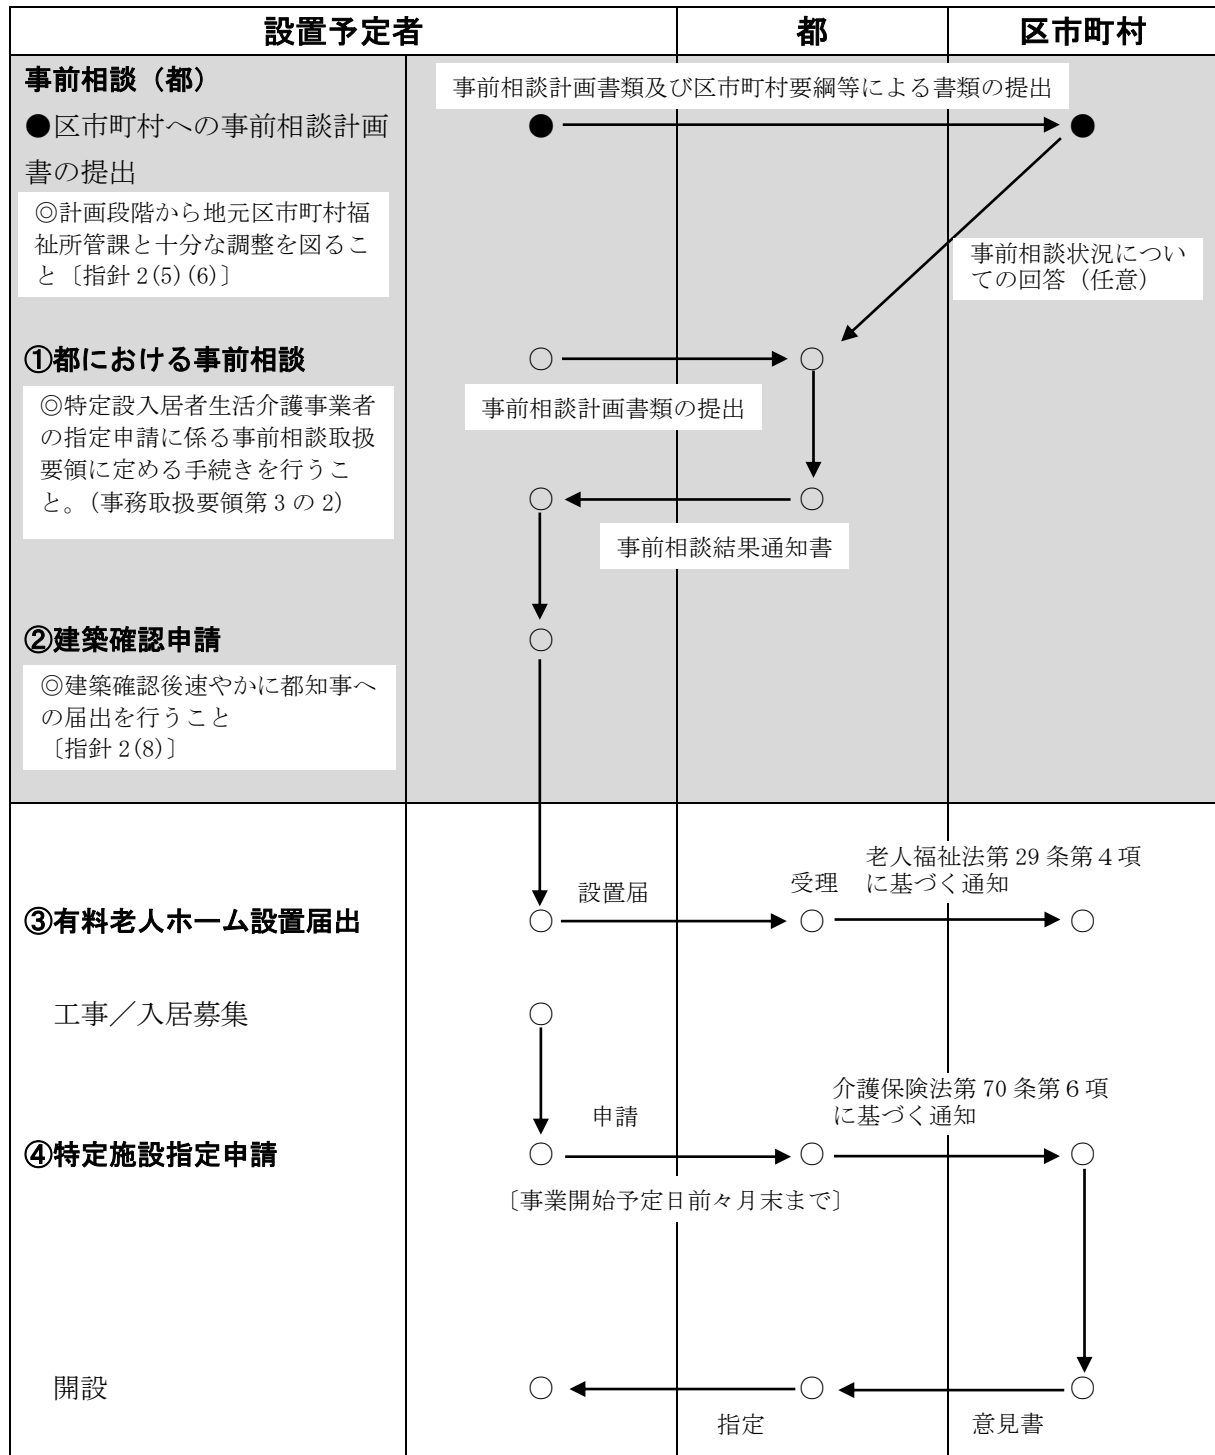 設置予定者
都
区市町村
事前相談（都）
事前相談計画書類及び区市町村要綱等による書類の提出
●区市町村への事前相談計画
書の提出
◎計画段階から地元区市町村福
祉所管課と十分な調整を図るこ
と〔指針 2(5)(6)〕
事前相談状況につい
ての回答（任意）
①都における事前相談
◎特定設入居者生活介護事業者
の指定申請に係る事前相談取扱
要領に定める手続きを行うこ
と。（事務取扱要領第 3 の 2）
事前相談計画書類の提出
事前相談結果通知書
②建築確認申請
◎建築確認後速やかに都知事へ
の届出を行うこと
〔指針 2(8)〕
設置届
受理
老人福祉法第 29 条第４項
に基づく通知
③有料老人ホーム設置届出
工事／入居募集
申請
介護保険法第 70 条第６項
に基づく通知
④特定施設指定申請
〔事業開始予定日前々月末まで〕
開設
指定
意見書